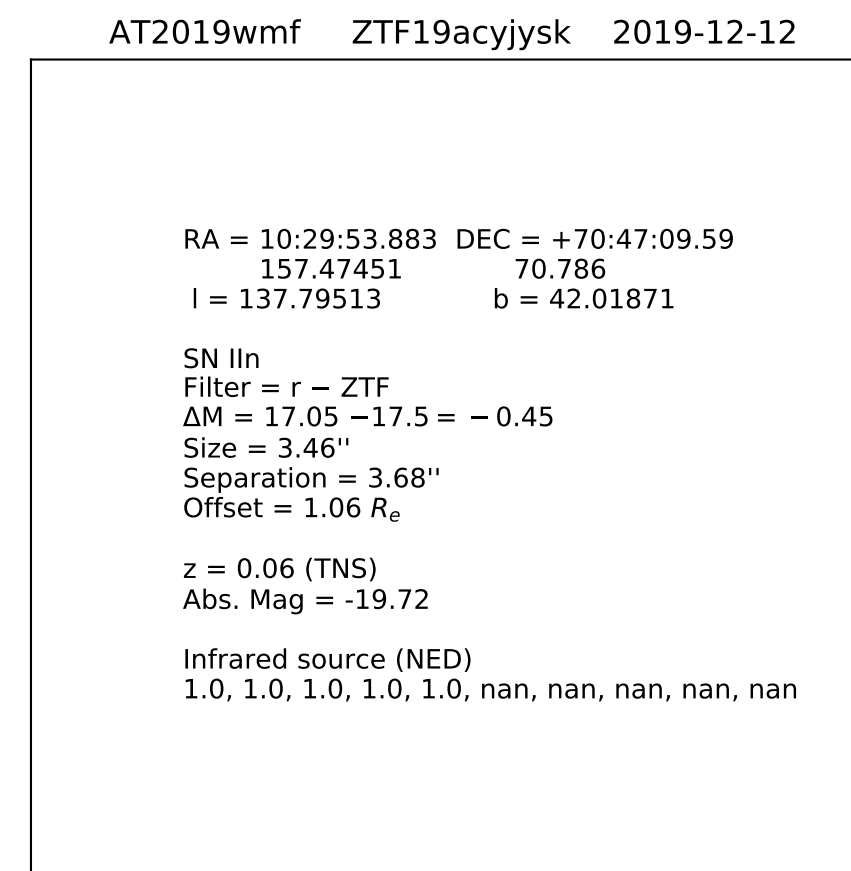 AT2019wmf ZTF19acyjysk 2019-12-12
RA = 10:29:53.883 DEC = +70:47:09.59
157.47451 70.786
l = 137.79513 b = 42.01871
SN IIn
Filter = r − ZTF
ΔM = 17.05 −17.5 = − 0.45
Size = 3.46''
Separation = 3.68''
Offset = 1.06 Rₑ
z = 0.06 (TNS)
Abs. Mag = -19.72
Infrared source (NED)
1.0, 1.0, 1.0, 1.0, 1.0, nan, nan, nan, nan, nan